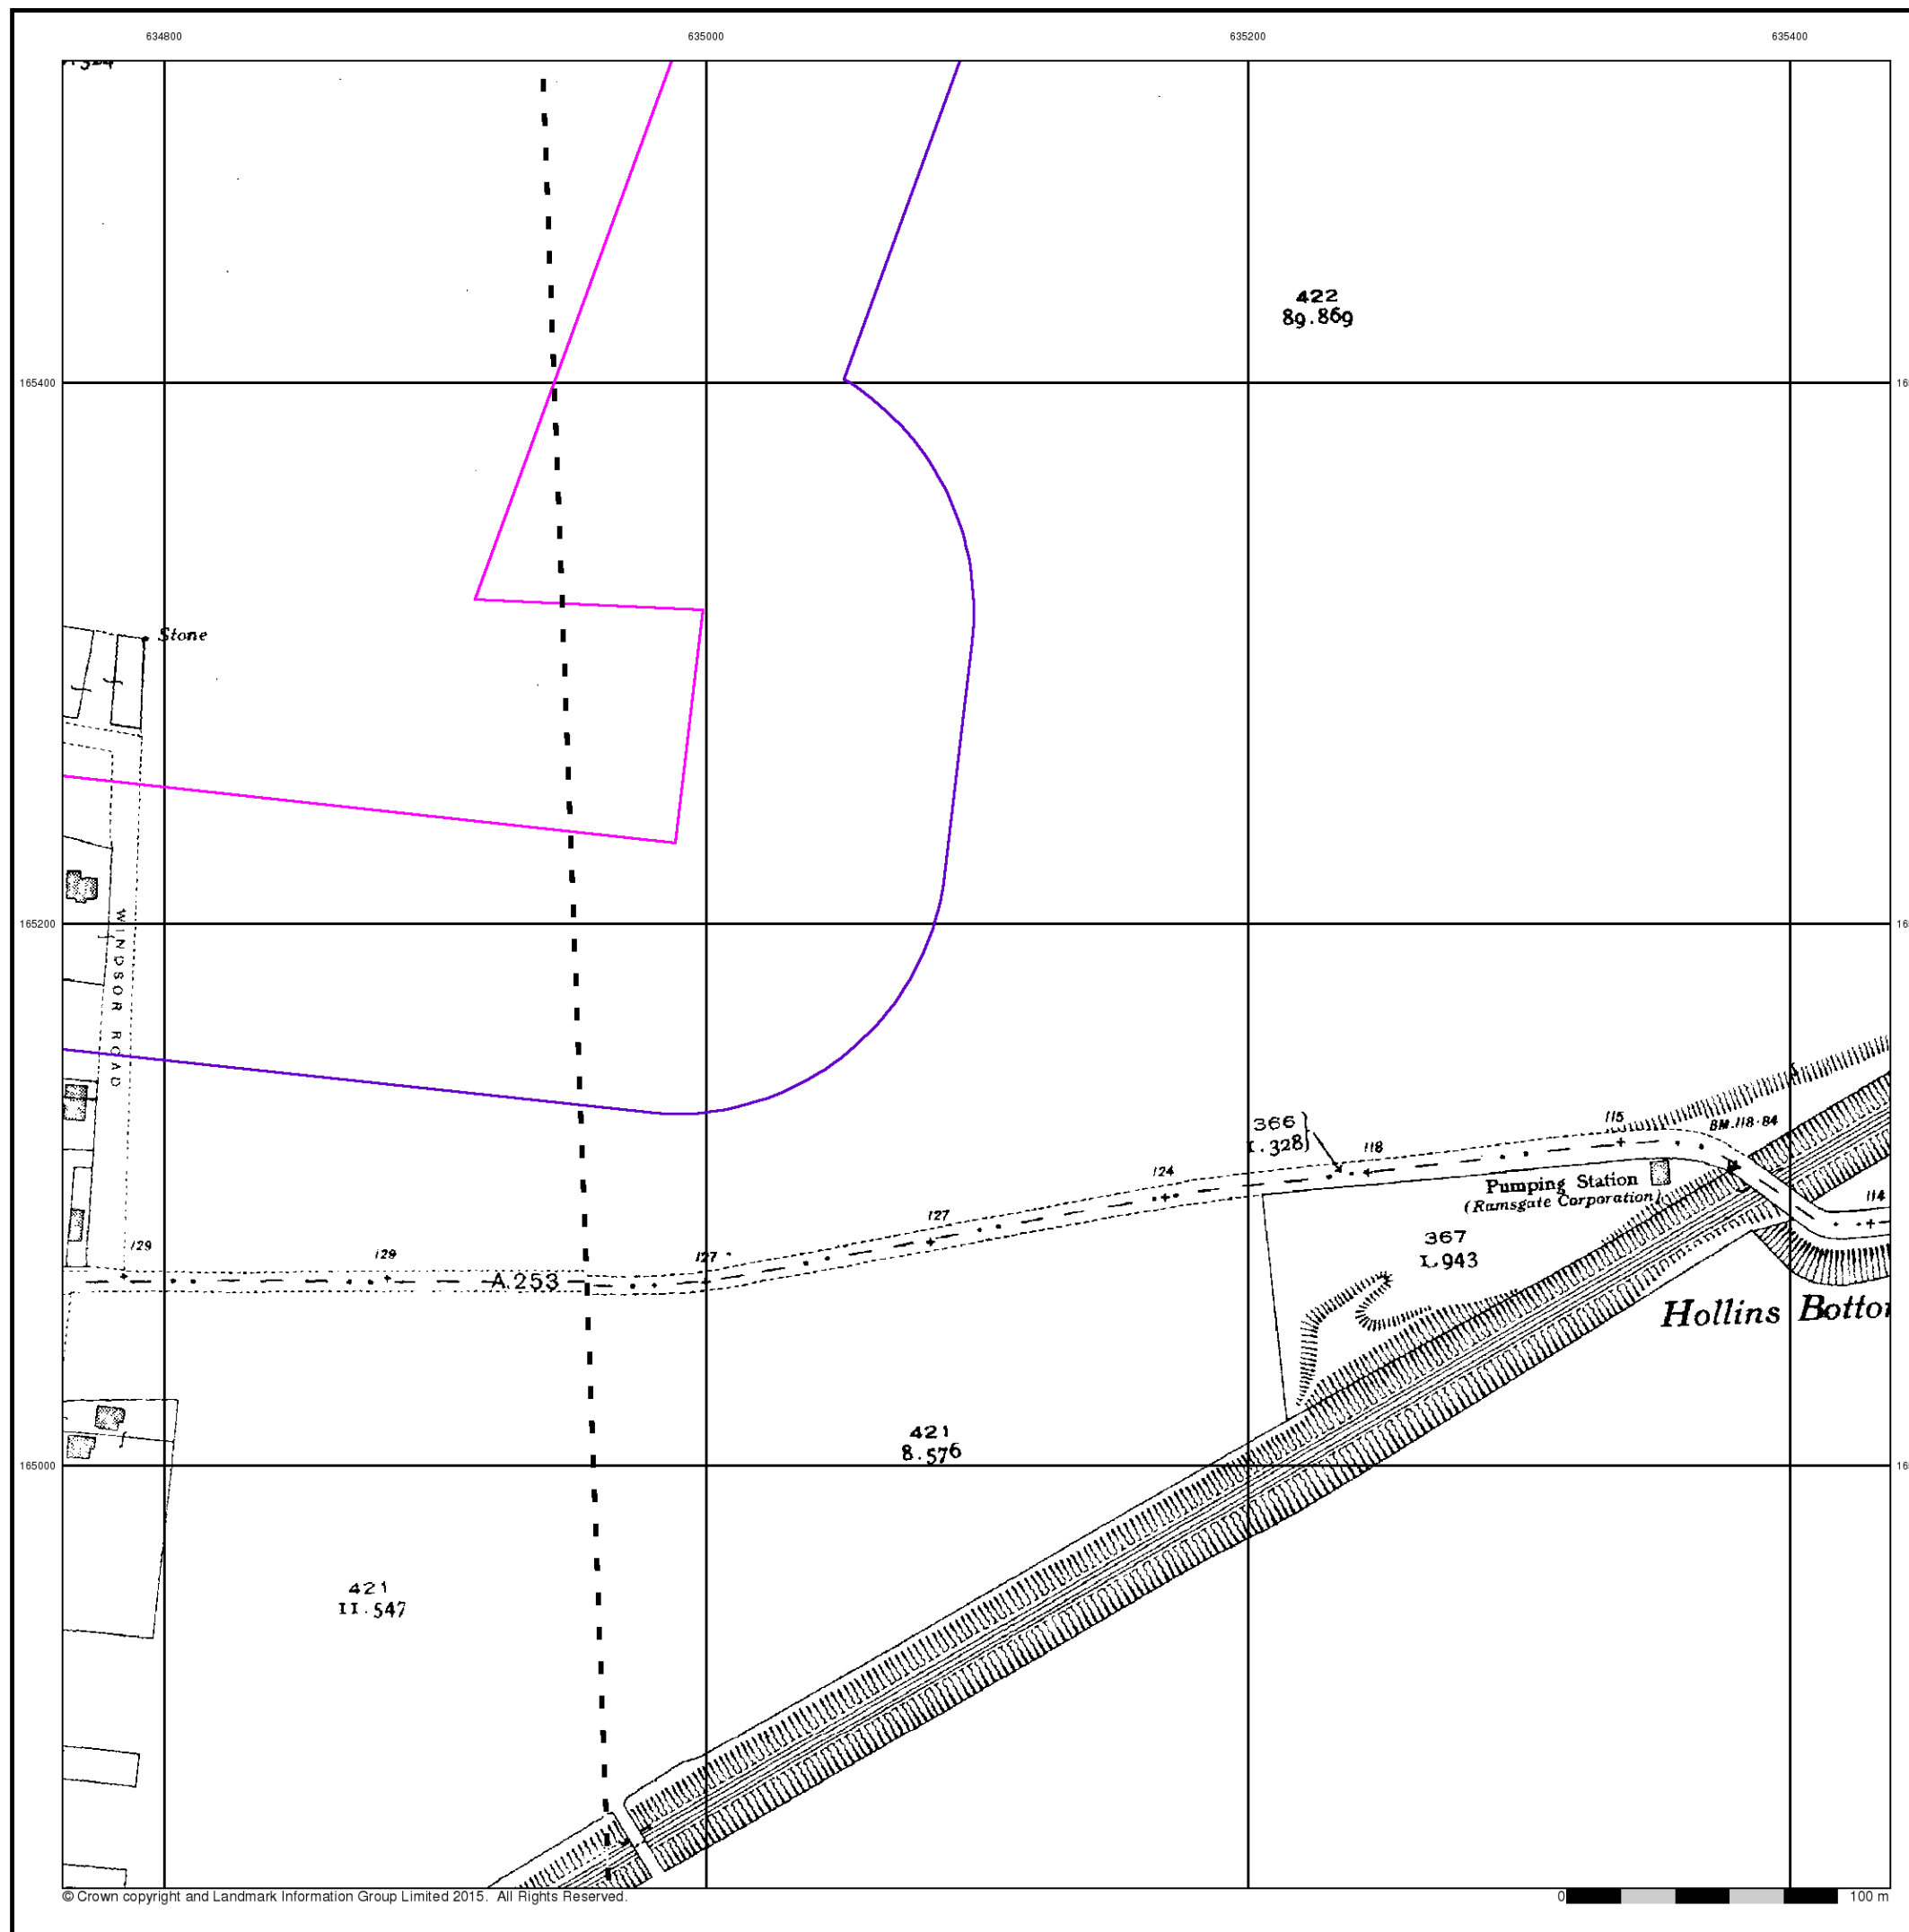 634800 635000 635200 635400
422
89.869
165400
Stone
165200
WINDSOR ROAD
366
1.328
118
115
BM.118.84
124
Pumping Station
(Ramsgate Corporation)
114
127
367
1.943
129
129
127
A.253
Hollins Bottom
421
8.576
165000
421
11.547
© Crown copyright and Landmark Information Group Limited 2015. All Rights Reserved.
0 100 m